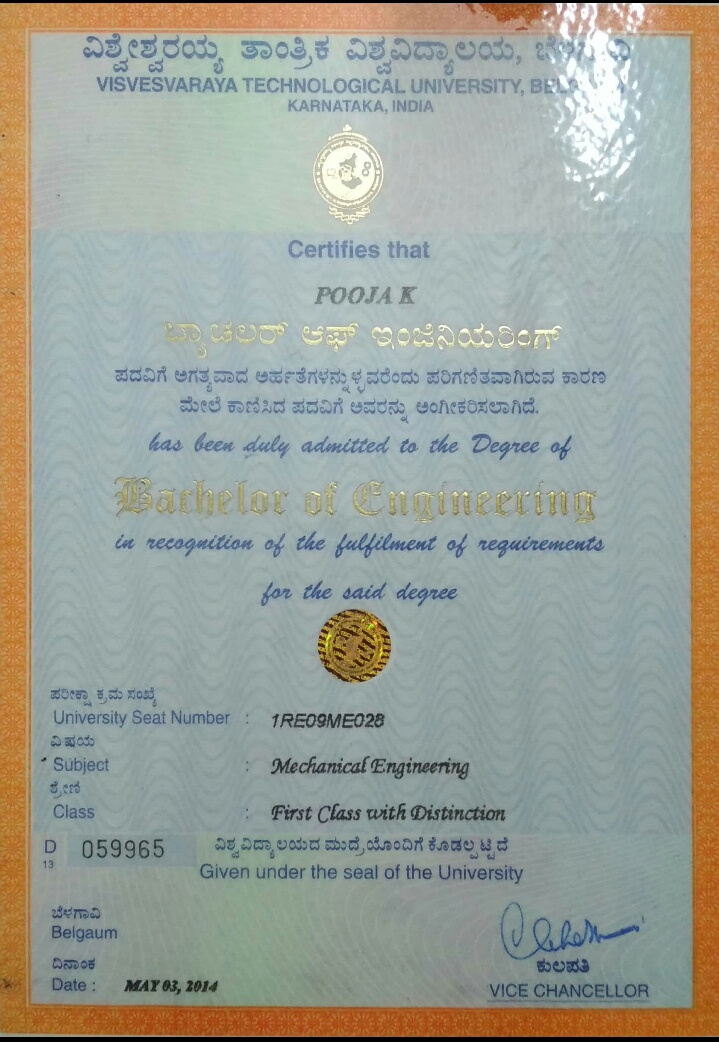 ವಿಶ್ವೇಶ್ವರಯ್ಯ ತಾಂತ್ರಿಕ ವಿಶ್ವವಿದ್ಯಾಲಯ,
VISVESVARAYA TECHNOLOGICAL UNIVERSITY,
KARNATAKA, INDIA
Certifies that
POOJA K
ಬ್ಯಾಚಲರ್ ಆಫ್ ಇಂಜಿನಿಯರಿಂಗ್
ಪದವಿಗೆ ಅಗತ್ಯವಾದ ಅರ್ಹತೆಗಳನ್ನುಳ್ಳವರೆಂದು ಪರಿಗಣಿತವಾಗಿರುವ ಕಾರಣ
ಮೇಲೆ ಕಾಣಿಸಿದ ಪದವಿಗೆ ಅವರನ್ನು ಅಂಗೀಕರಿಸಲಾಗಿದೆ.
has been duly admitted to the Degree of
Bachelor of Engineering
in recognition of the fulfilment of requirements
for the said degree
ಪರೀಕ್ಷಾ ಕ್ರಮ ಸಂಖ್ಯೆ
University Seat Number : 1RE09ME028
ವಿಷಯ
Subject : Mechanical Engineering
ಶ್ರೇಣಿ
Class : First Class with Distinction
D 13 059965 ವಿಶ್ವವಿದ್ಯಾಲಯದ ಮುದ್ರೆಯೊಂದಿಗೆ ಕೊಡಲ್ಪಟ್ಟಿದೆ
Given under the seal of the University
ಬೆಳಗಾವಿ
Belgaum
ದಿನಾಂಕ
Date : MAY 03, 2014
ಕುಲಪತಿ
VICE CHANCELLOR